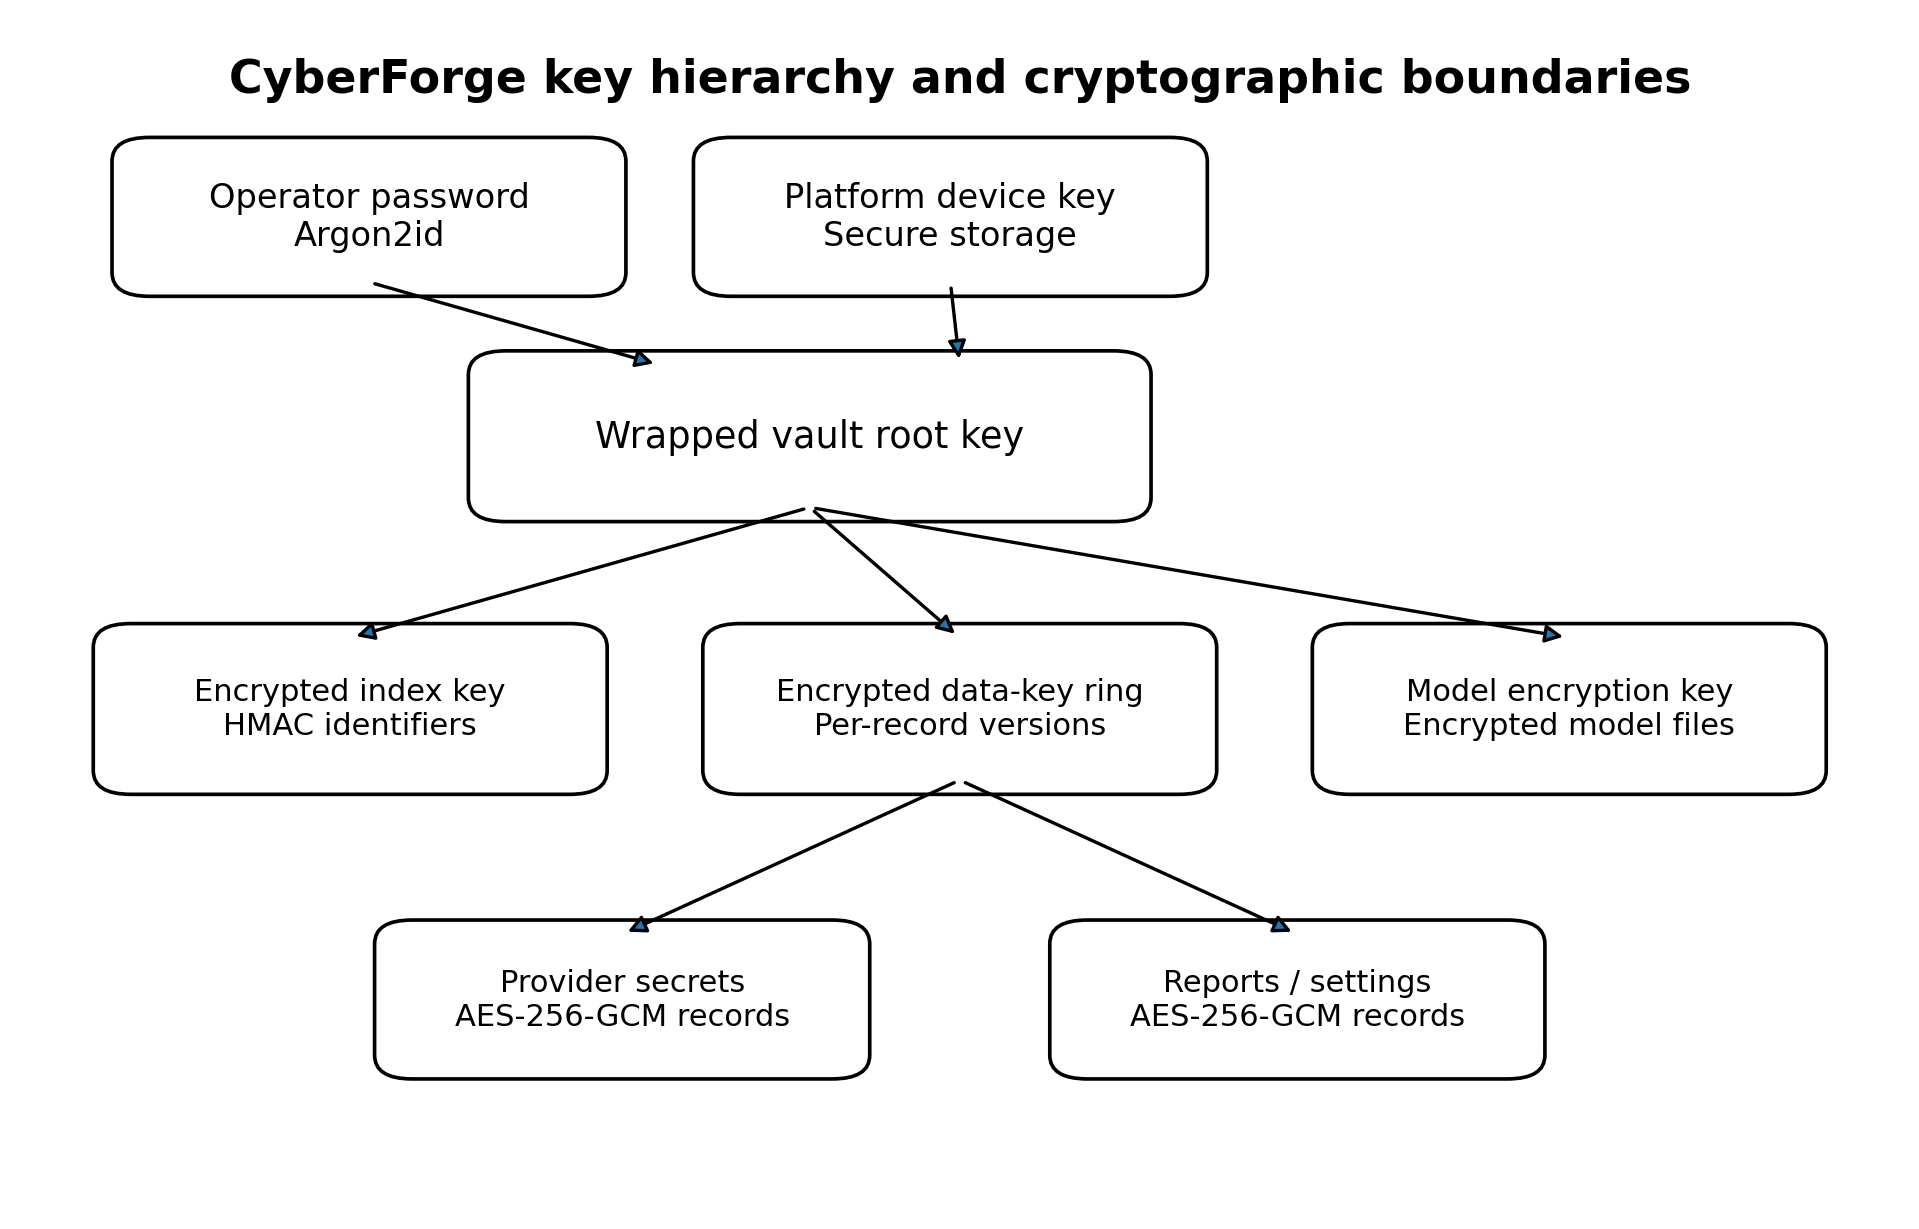 CyberForge key hierarchy and cryptographic boundaries
Operator password
Argon2id
Platform device key
Secure storage
Wrapped vault root key
Encrypted index key
HMAC identifiers
Encrypted data-key ring
Per-record versions
Model encryption key
Encrypted model files
Provider secrets
AES-256-GCM records
Reports / settings
AES-256-GCM records